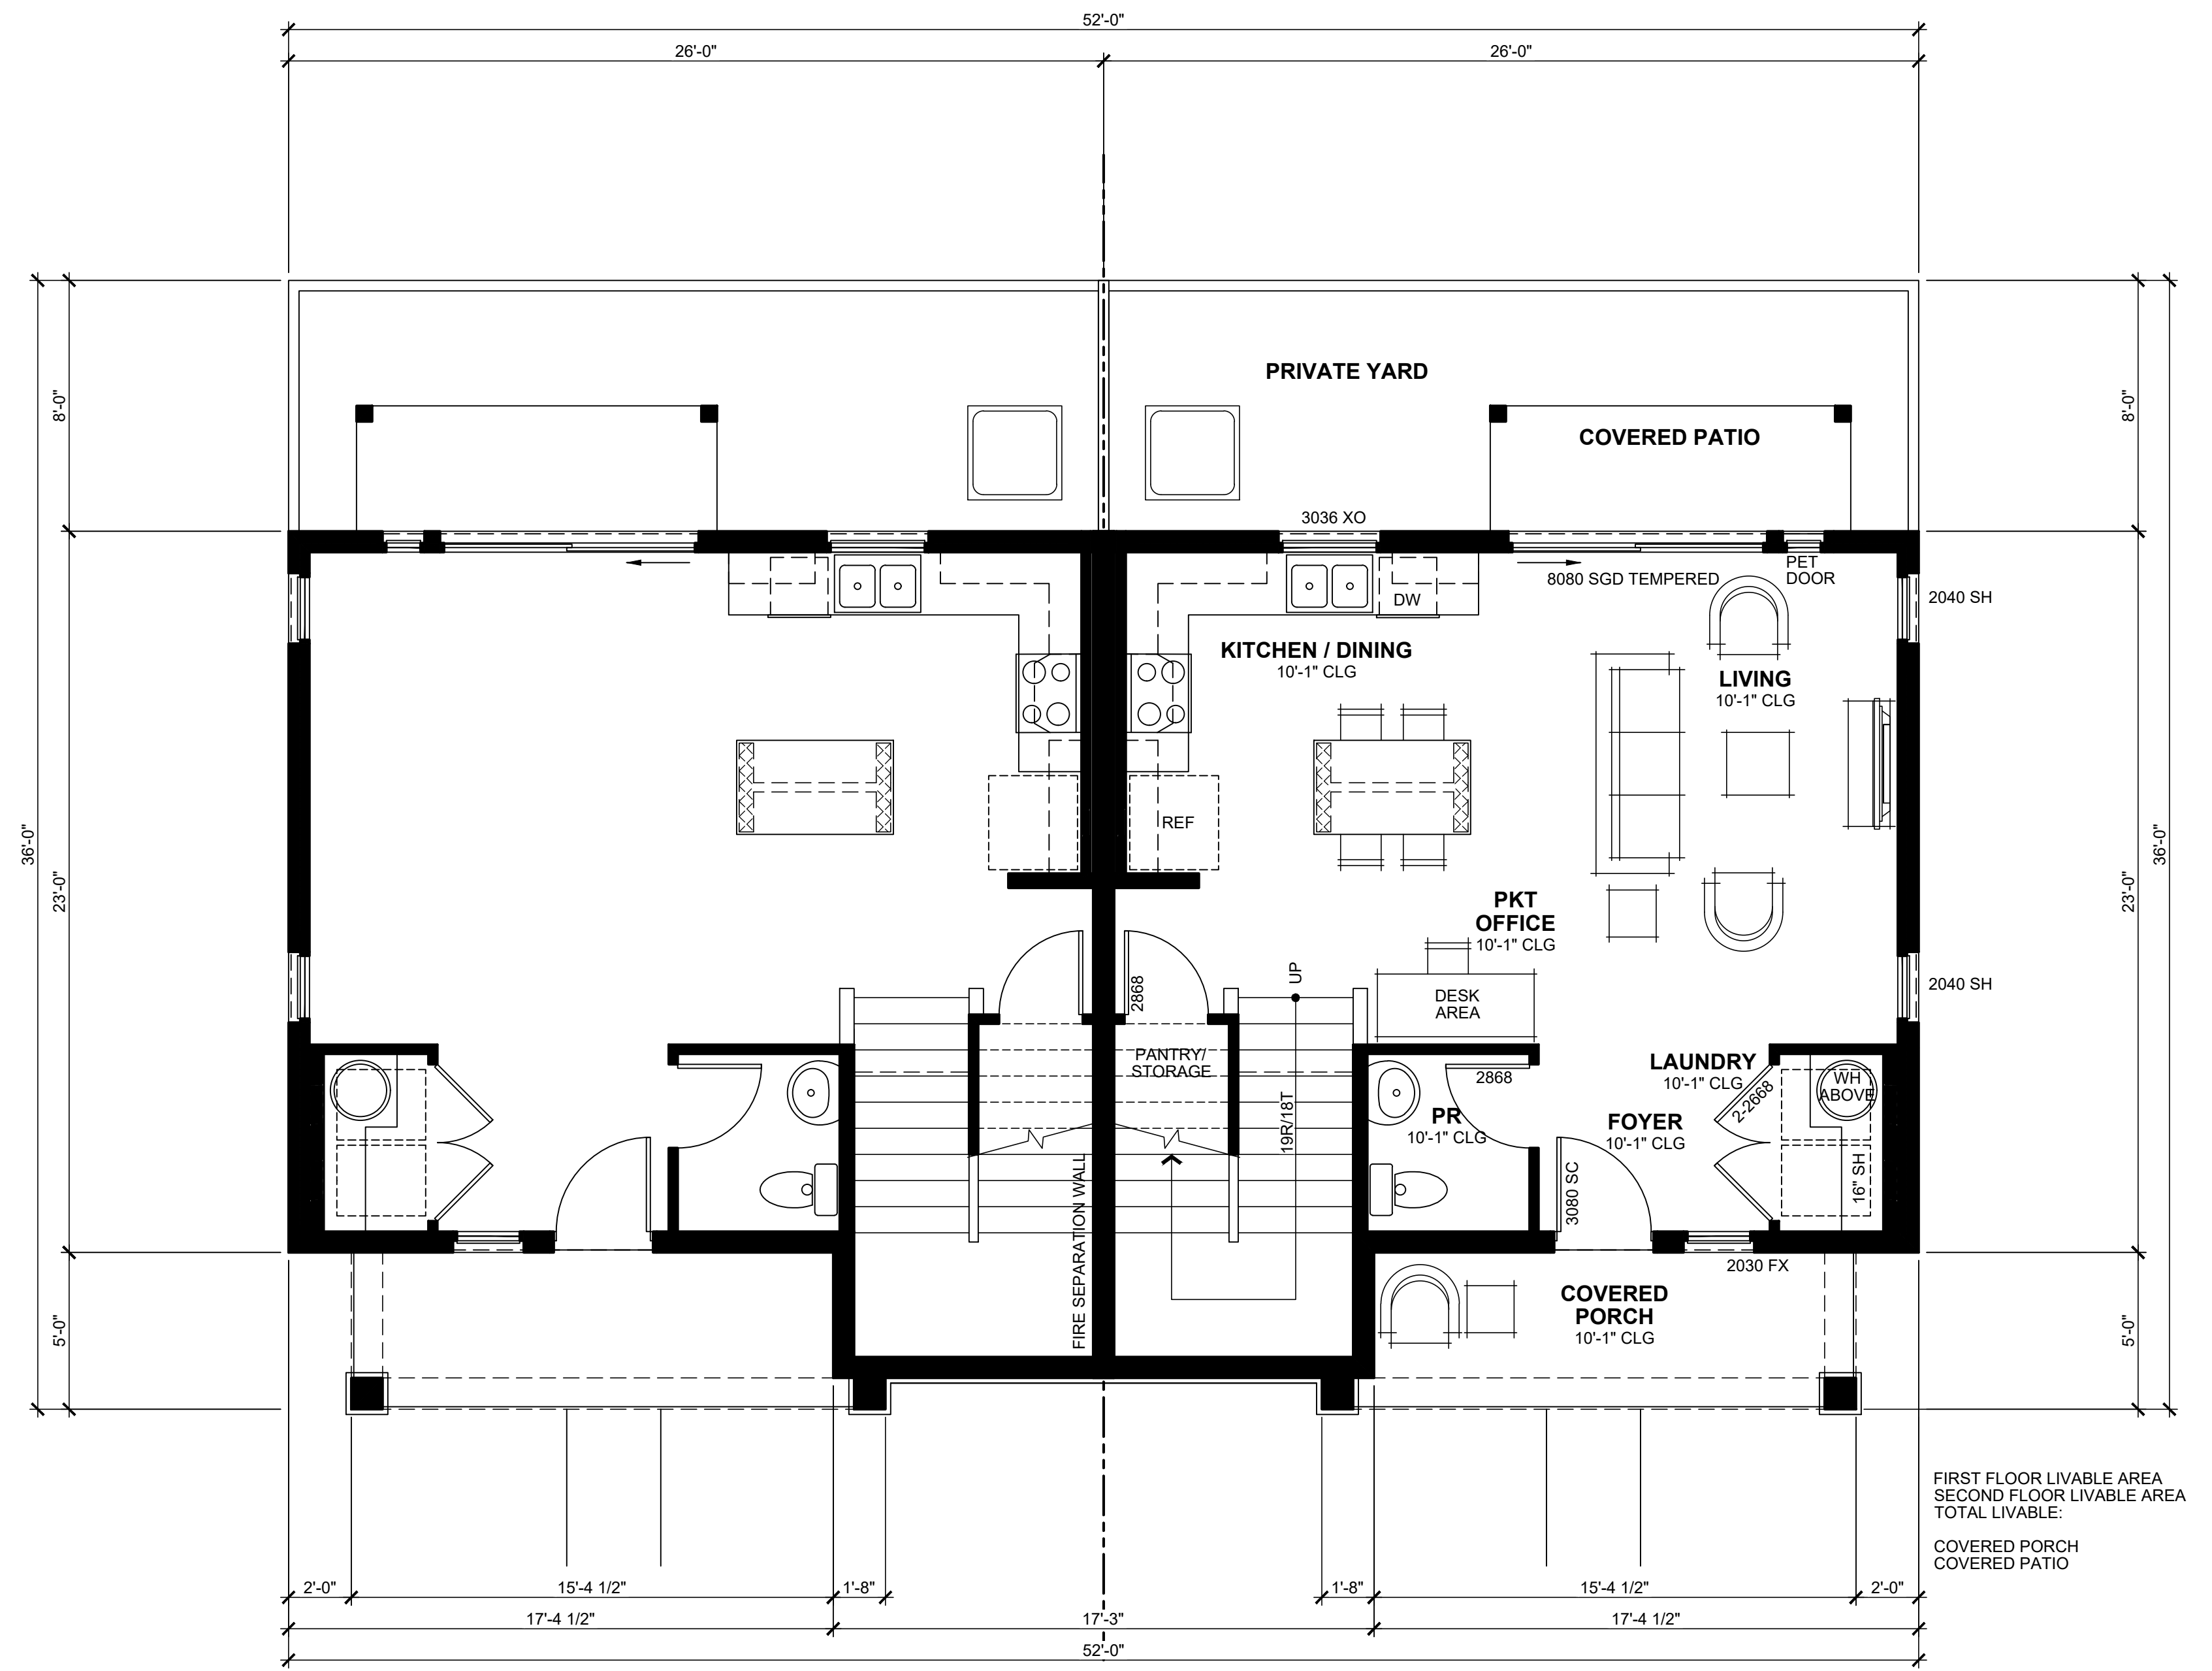 52'-0"
26'-0"
26'-0"
PRIVATE YARD
COVERED PATIO
8'-0"
8'-0"
3036 XO
PET
DOOR
8080 SGD TEMPERED
2040 SH
DW
KITCHEN / DINING
10'-1" CLG
LIVING
10'-1" CLG
REF
36'-0"
23'-0"
23'-0"
36'-0"
PKT
OFFICE
10'-1" CLG
UP
2868
DESK
AREA
2040 SH
PANTRY/
STORAGE
2868
LAUNDRY
10'-1" CLG
WH
ABOVE
2-2668
19R/18T
PR
10'-1" CLG
FOYER
10'-1" CLG
3080 SC
16" SH
FIRE SEPARATION WALL
2030 FX
COVERED
PORCH
10'-1" CLG
5'-0"
5'-0"
FIRST FLOOR LIVABLE AREA
SECOND FLOOR LIVABLE AREA
TOTAL LIVABLE:
COVERED PORCH
COVERED PATIO
2'-0"
15'-4 1/2"
1'-8"
1'-8"
15'-4 1/2"
2'-0"
17'-4 1/2"
17'-3"
17'-4 1/2"
52'-0"